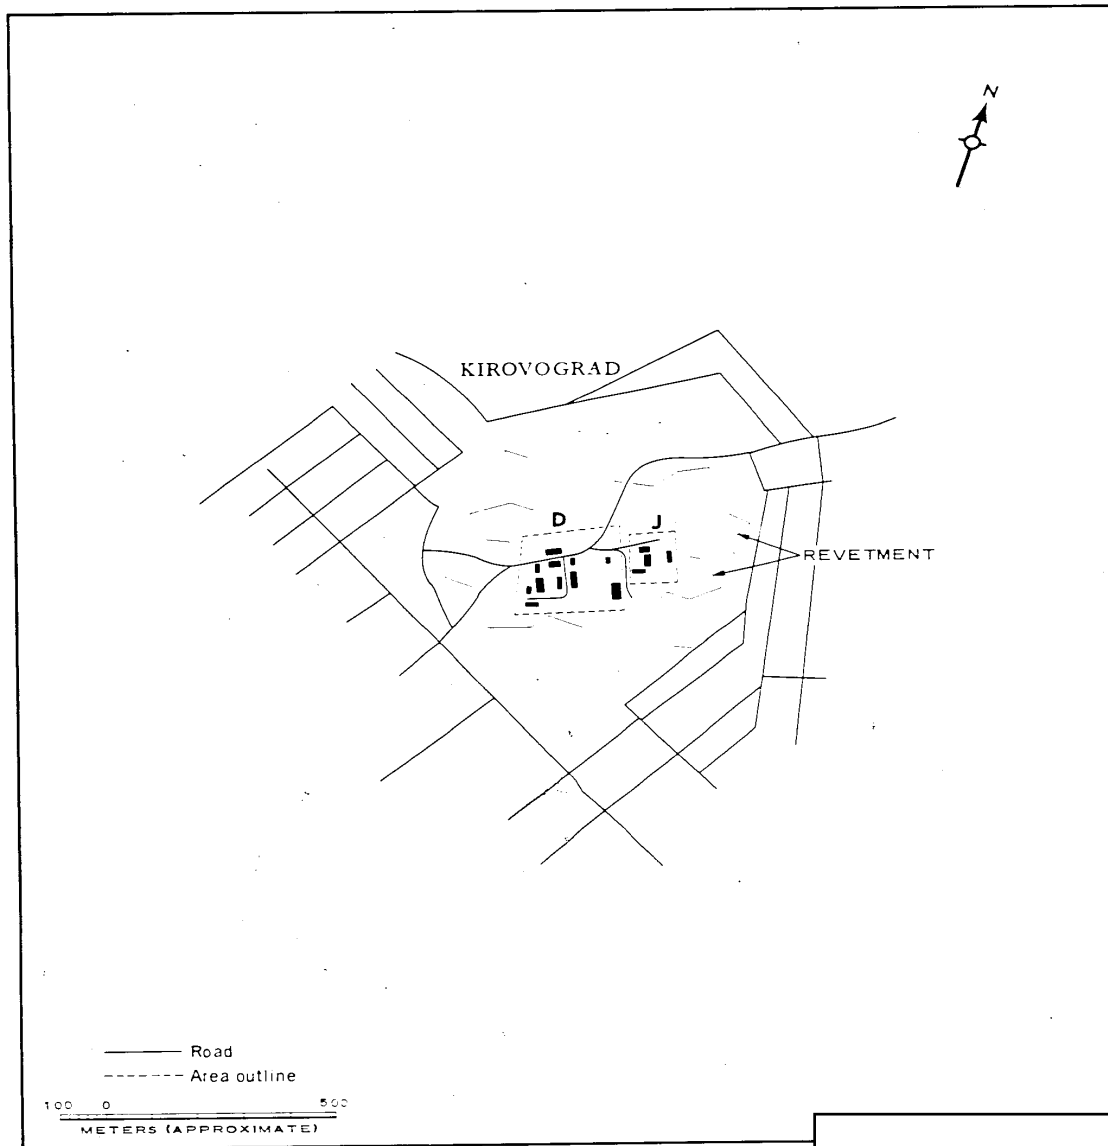 N
KIROVOGRAD
D J
REVETMENT
Road
Area outline
100 0 500
METERS (APPROXIMATE)